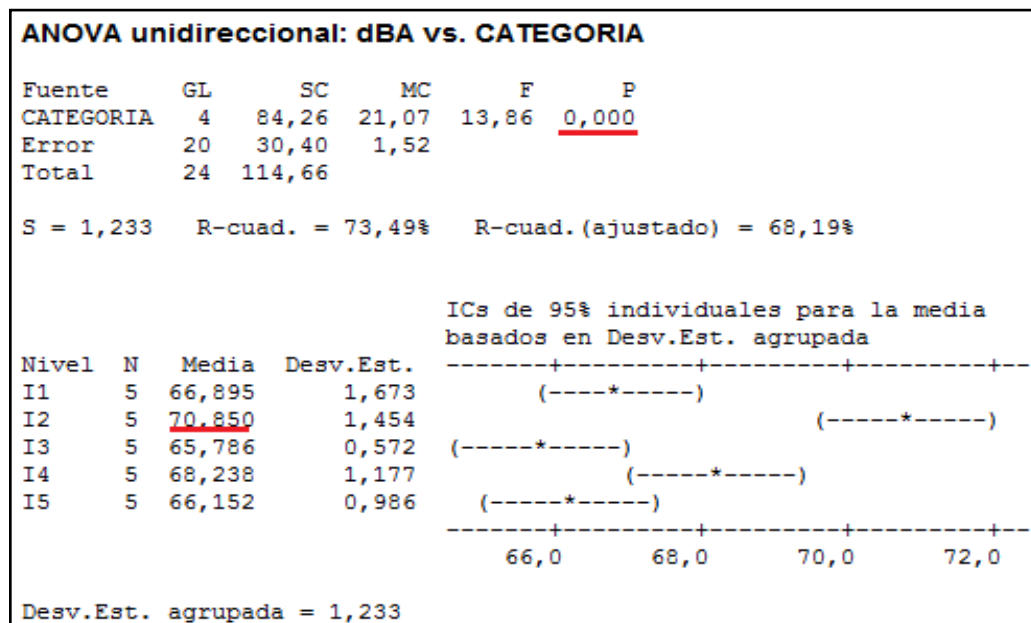 ANOVA unidireccional: dBA vs. CATEGORIA
Fuente GL SC MC F P
CATEGORIA 4 84,26 21,07 13,86 0,000
Error 20 30,40 1,52
Total 24 114,66
S = 1,233 R-cuad. = 73,49% R-cuad.(ajustado) = 68,19%
ICs de 95% individuales para la media
basados en Desv.Est. agrupada
Nivel N Media Desv.Est. -------+---------+---------+---------+--
I1 5 66,895 1,673 (----*-----)
I2 5 70,850 1,454 (-----*-----)
I3 5 65,786 0,572 (-----*-----)
I4 5 68,238 1,177 (-----*-----)
I5 5 66,152 0,986 (-----*-----)
-------+---------+---------+---------+--
66,0 68,0 70,0 72,0
Desv.Est. agrupada = 1,233